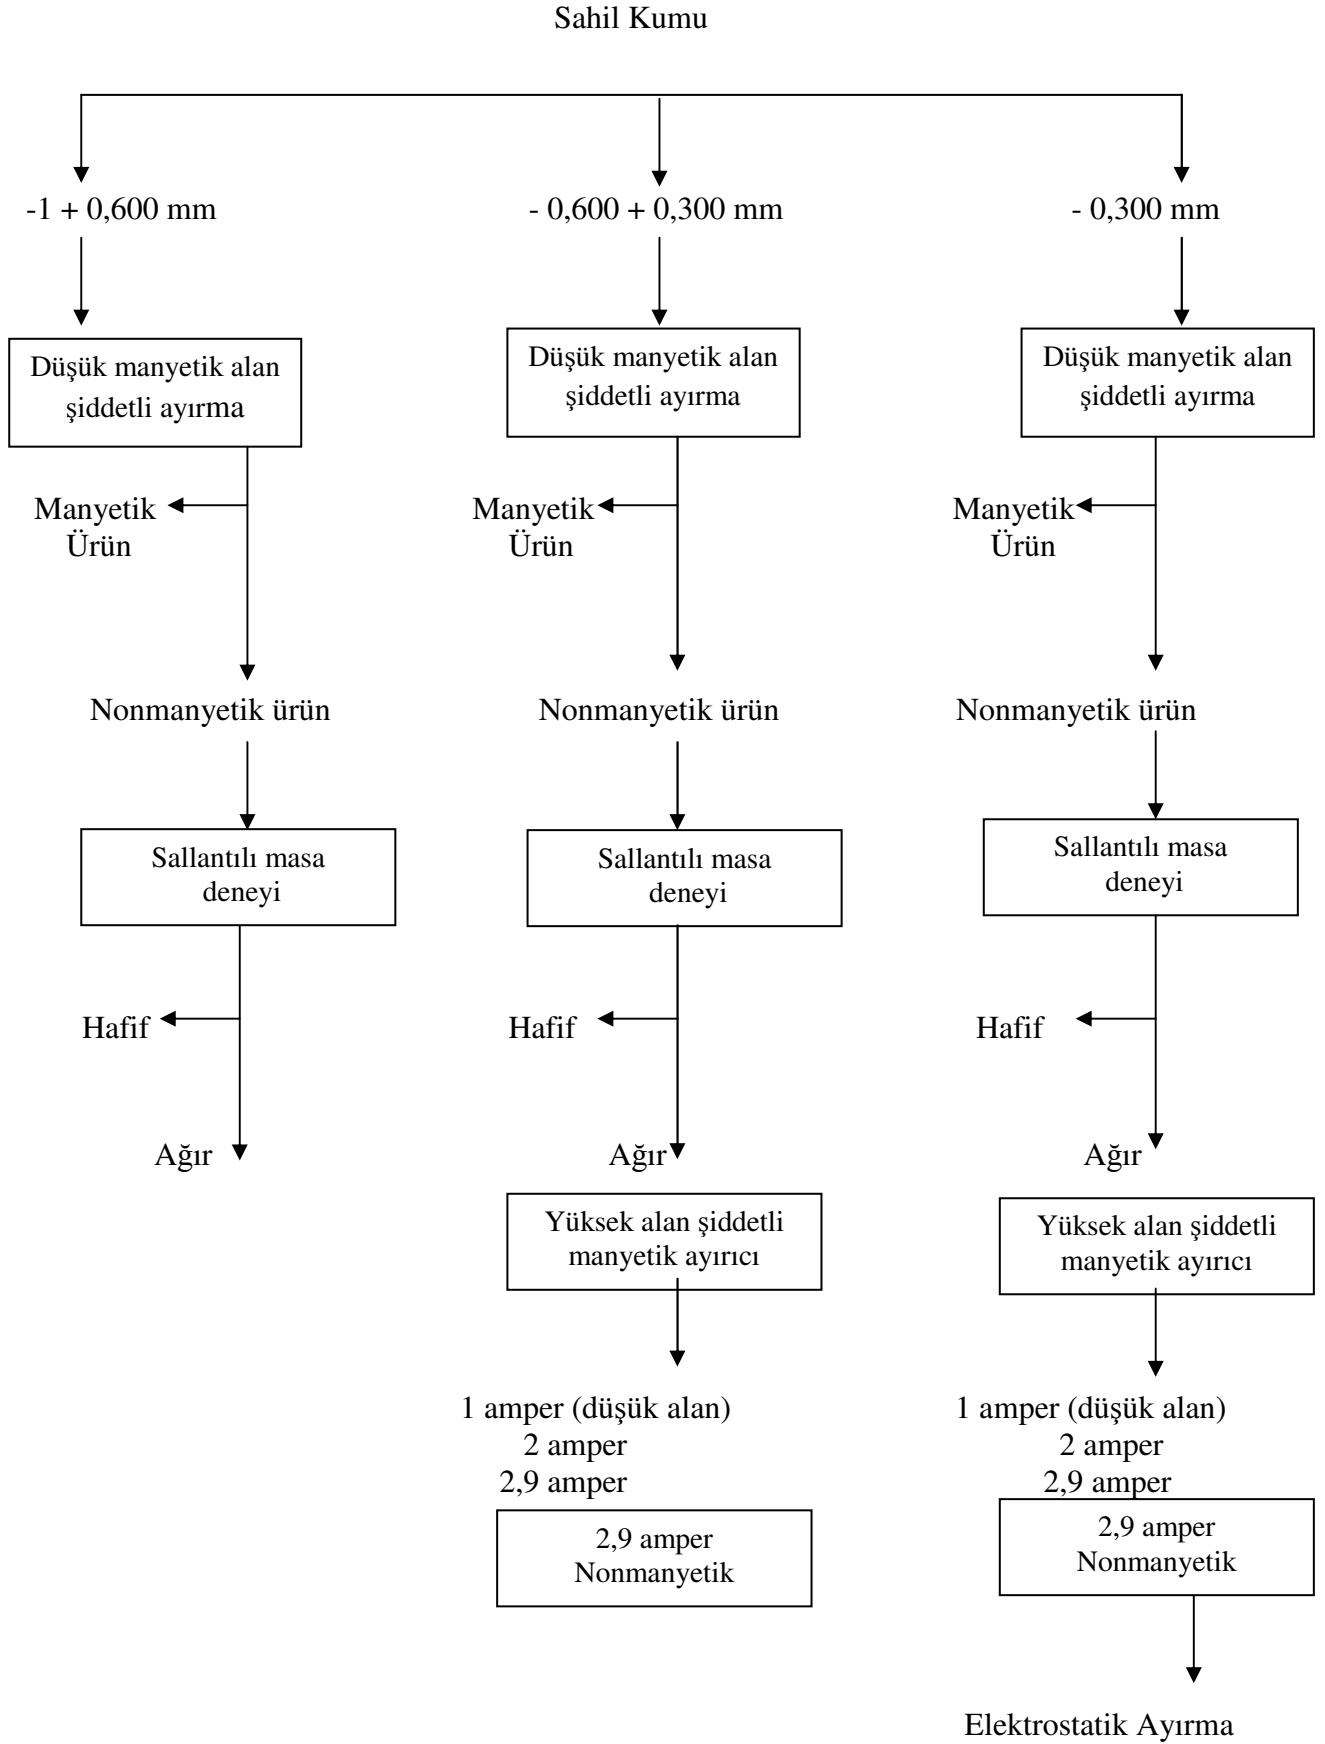 Sahil Kumu
-1 + 0,600 mm
- 0,600 + 0,300 mm
- 0,300 mm
Düşük manyetik alan
şiddetli ayırma
Düşük manyetik alan
şiddetli ayırma
Düşük manyetik alan
şiddetli ayırma
Manyetik
Ürün
Manyetik
Ürün
Manyetik
Ürün
Nonmanyetik ürün
Nonmanyetik ürün
Nonmanyetik ürün
Sallantılı masa
deneyi
Sallantılı masa
deneyi
Sallantılı masa
deneyi
Hafif
Hafif
Hafif
Ağır
Ağır
Ağır
Yüksek alan şiddetli
manyetik ayırıcı
Yüksek alan şiddetli
manyetik ayırıcı
1 amper (düşük alan)
2 amper
2,9 amper
1 amper (düşük alan)
2 amper
2,9 amper
2,9 amper
Nonmanyetik
2,9 amper
Nonmanyetik
Elektrostatik Ayırma